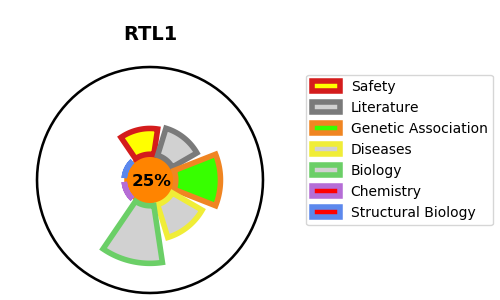 RTL1
25%
Safety
Literature
Genetic Association
Diseases
Biology
Chemistry
Structural Biology